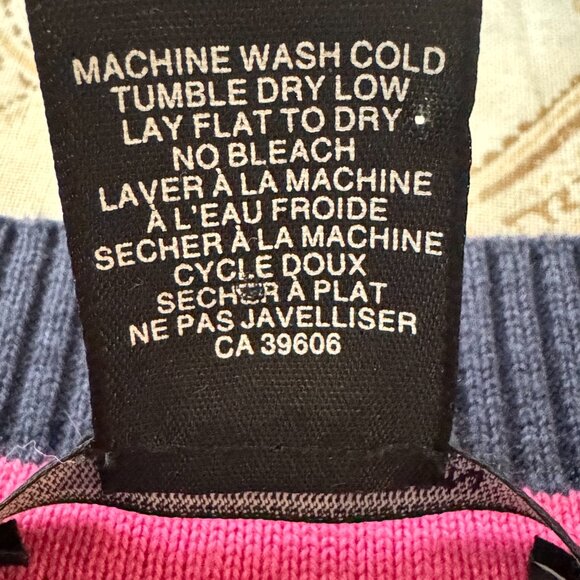 MACHINE WASH COLD
TUMBLE DRY LOW
LAY FLAT TO DRY
NO BLEACH
LAVER À LA MACHINE
À L'EAU FROIDE
SECHER À LA MACHINE
CYCLE DOUX
SECHER À PLAT
NE PAS JAVELLISER
CA 39606